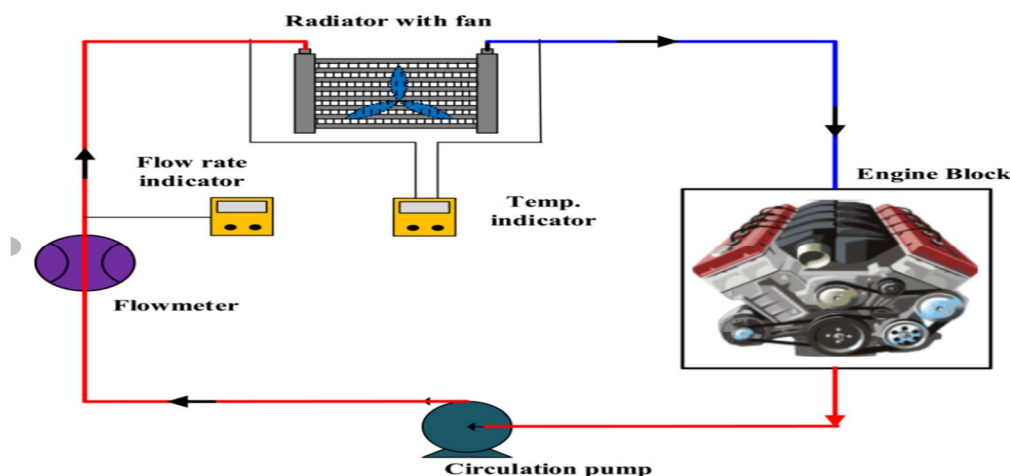 Radiator with fan
Flow rate
indicator
Temp.
indicator
Engine Block
Flowmeter
Circulation pump